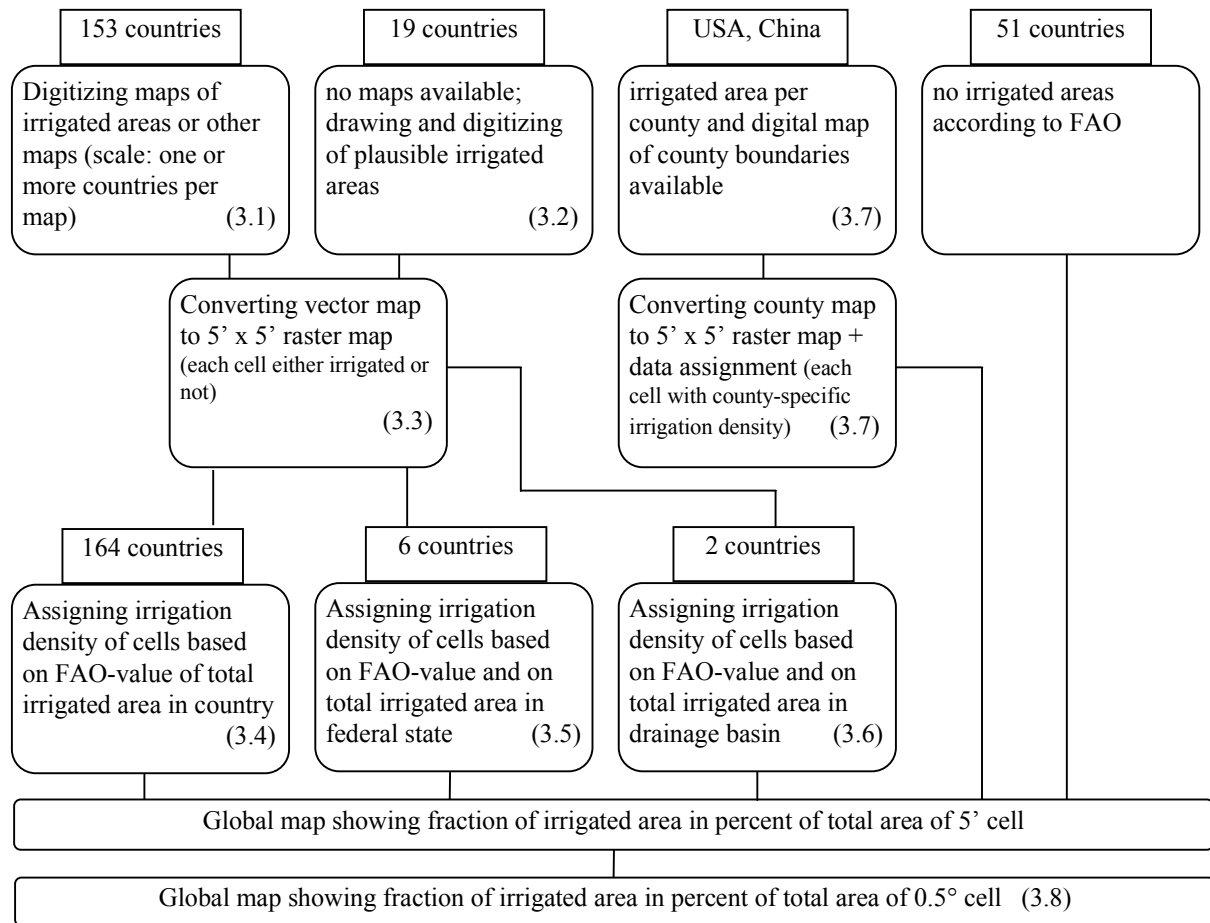 153 countries
Digitizing maps of
irrigated areas or other
maps (scale: one or
more countries per
map) (3.1)
19 countries
no maps available;
drawing and digitizing
of plausible irrigated
areas
(3.2)
USA, China
irrigated area per
county and digital map
of county boundaries
available
(3.7)
51 countries
no irrigated areas
according to FAO
Converting vector map
to 5’ x 5’ raster map
(each cell either irrigated or
not)
(3.3)
Converting county map
to 5’ x 5’ raster map +
data assignment (each
cell with county-specific
irrigation density) (3.7)
164 countries
Assigning irrigation
density of cells based
on FAO-value of total
irrigated area in country
(3.4)
6 countries
Assigning irrigation
density of cells based
on FAO-value and on
total irrigated area in
federal state (3.5)
2 countries
Assigning irrigation
density of cells based
on FAO-value and on
total irrigated area in
drainage basin (3.6)
Global map showing fraction of irrigated area in percent of total area of 5’ cell
Global map showing fraction of irrigated area in percent of total area of 0.5° cell (3.8)